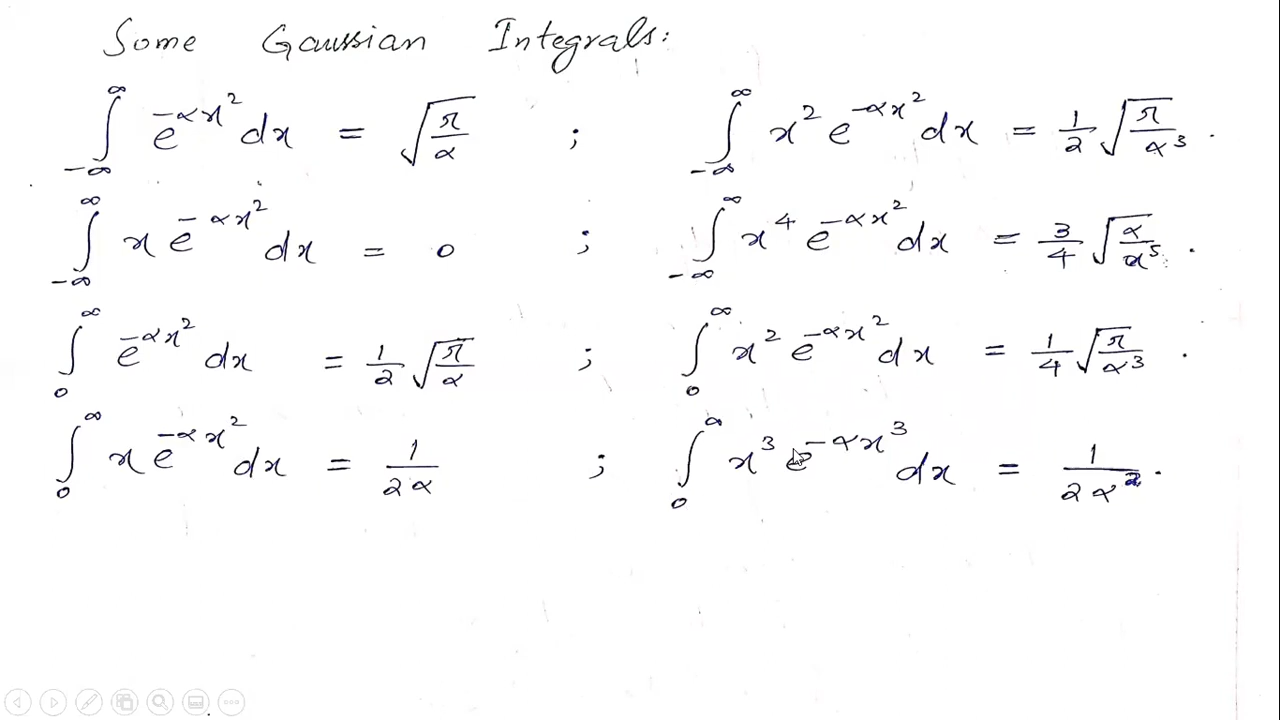 Some Gaussian Integrals:
∫_{-∞}^{∞} e^{-αx²} dx = √(π/α) ; ∫_{-∞}^{∞} x² e^{-αx²} dx = 1/2 √(π/α³) .
∫_{-∞}^{∞} x e^{-αx²} dx = 0 ; ∫_{-∞}^{∞} x⁴ e^{-αx²} dx = 3/4 √(α/α⁵) .
∫_{0}^{∞} e^{-αx²} dx = 1/2 √(π/α) ; ∫_{0}^{∞} x² e^{-αx²} dx = 1/4 √(π/α³) .
∫_{0}^{∞} x e^{-αx²} dx = 1/(2α) ; ∫_{0}^{∞} x³ e^{-αx³} dx = 1/(2α²) .